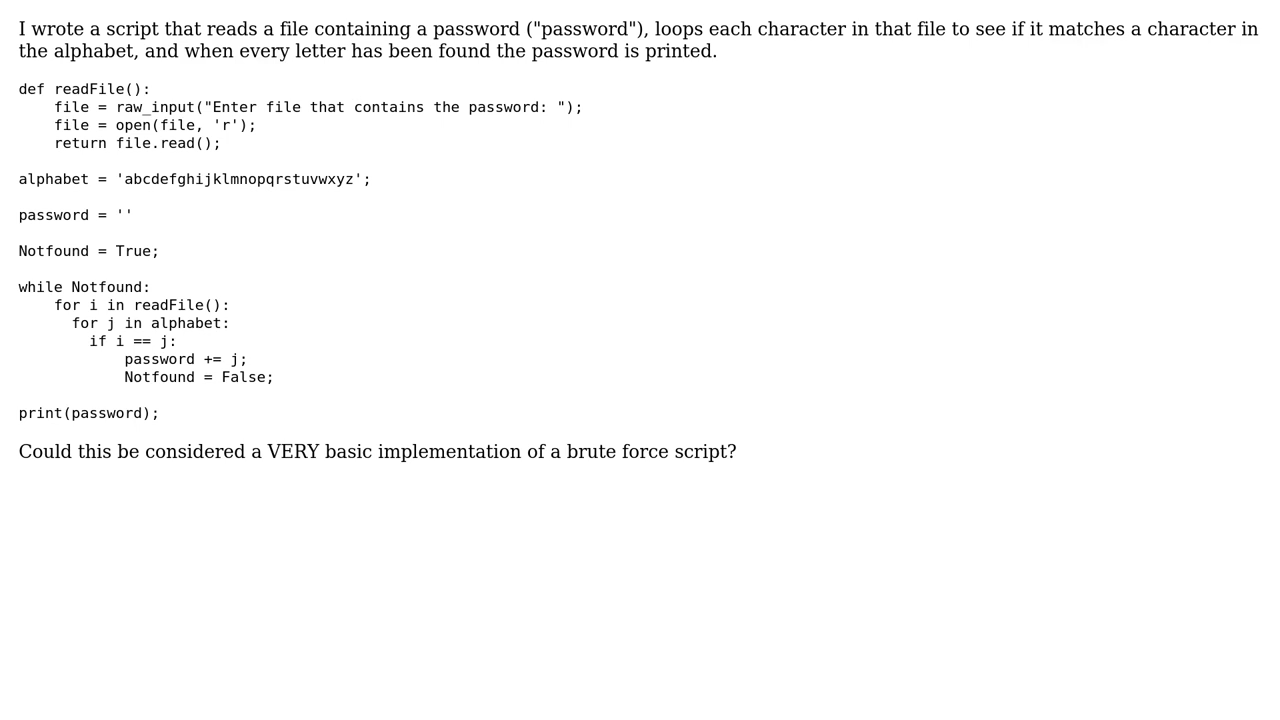 I wrote a script that reads a file containing a password ("password"), loops each character in that file to see if it matches a character in
the alphabet, and when every letter has been found the password is printed.
def readFile():
    file = raw_input("Enter file that contains the password: ");
    file = open(file, 'r');
    return file.read();
alphabet = 'abcdefghijklmnopqrstuvwxyz';
password = ''
Notfound = True;
while Notfound:
    for i in readFile():
      for j in alphabet:
        if i == j:
            password += j;
            Notfound = False;
print(password);
Could this be considered a VERY basic implementation of a brute force script?